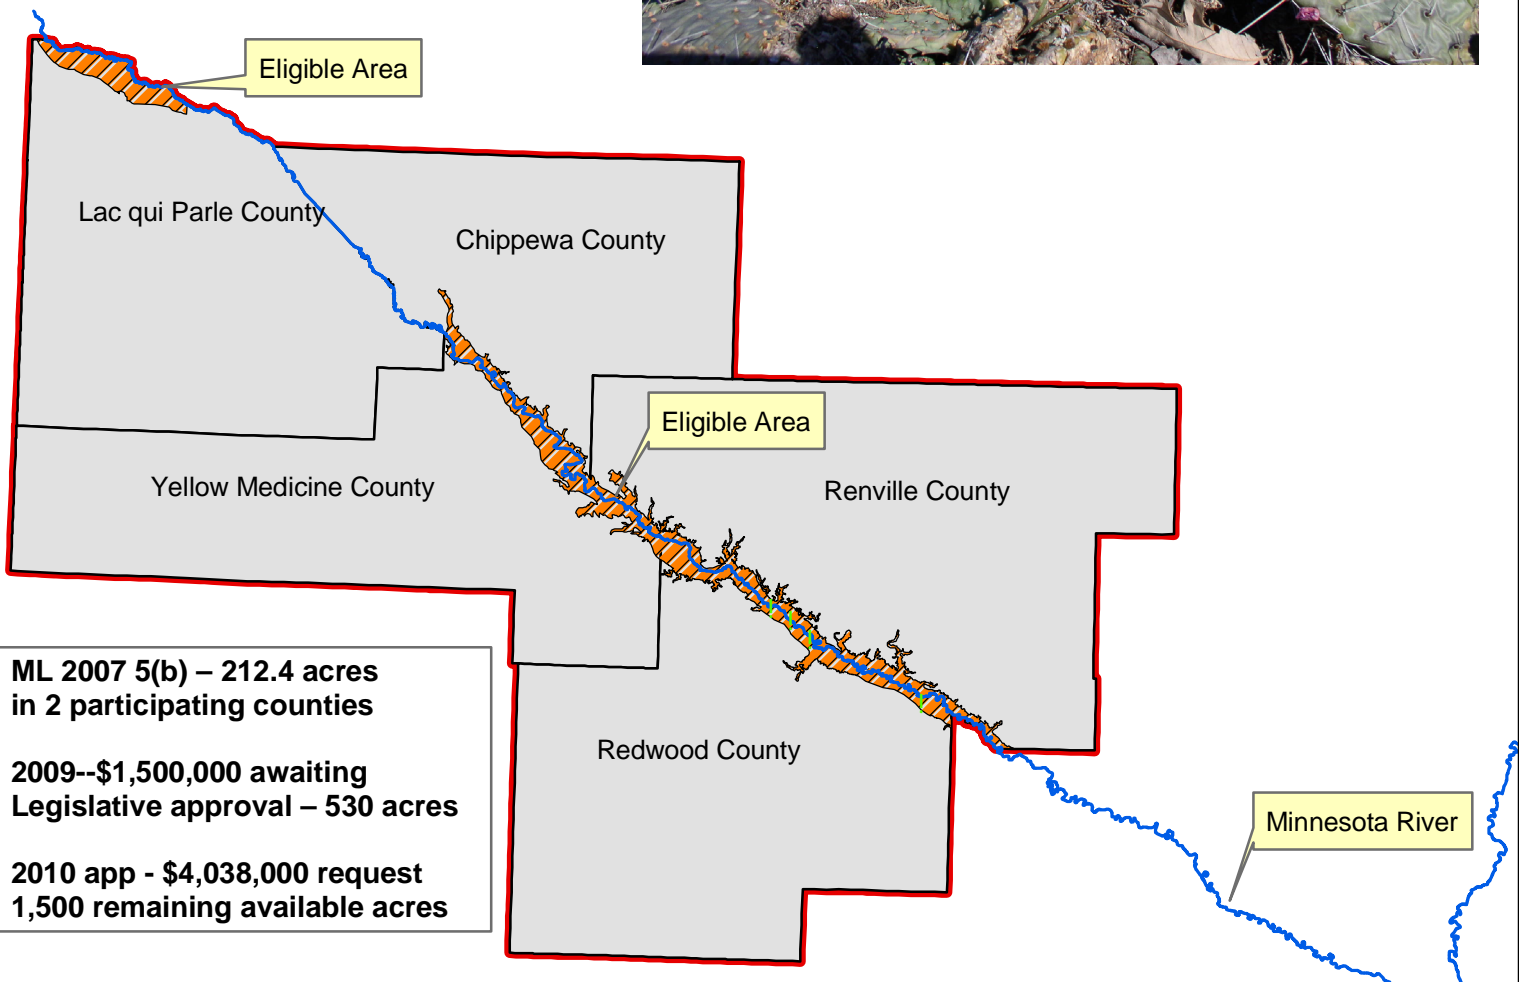 Eligible Area
Lac qui Parle County
Chippewa County
Eligible Area
Yellow Medicine County
Renville County
ML 2007 5(b) – 212.4 acres
in 2 participating counties
2009--$1,500,000 awaiting
Legislative approval – 530 acres
2010 app - $4,038,000 request
1,500 remaining available acres
Redwood County
Minnesota River